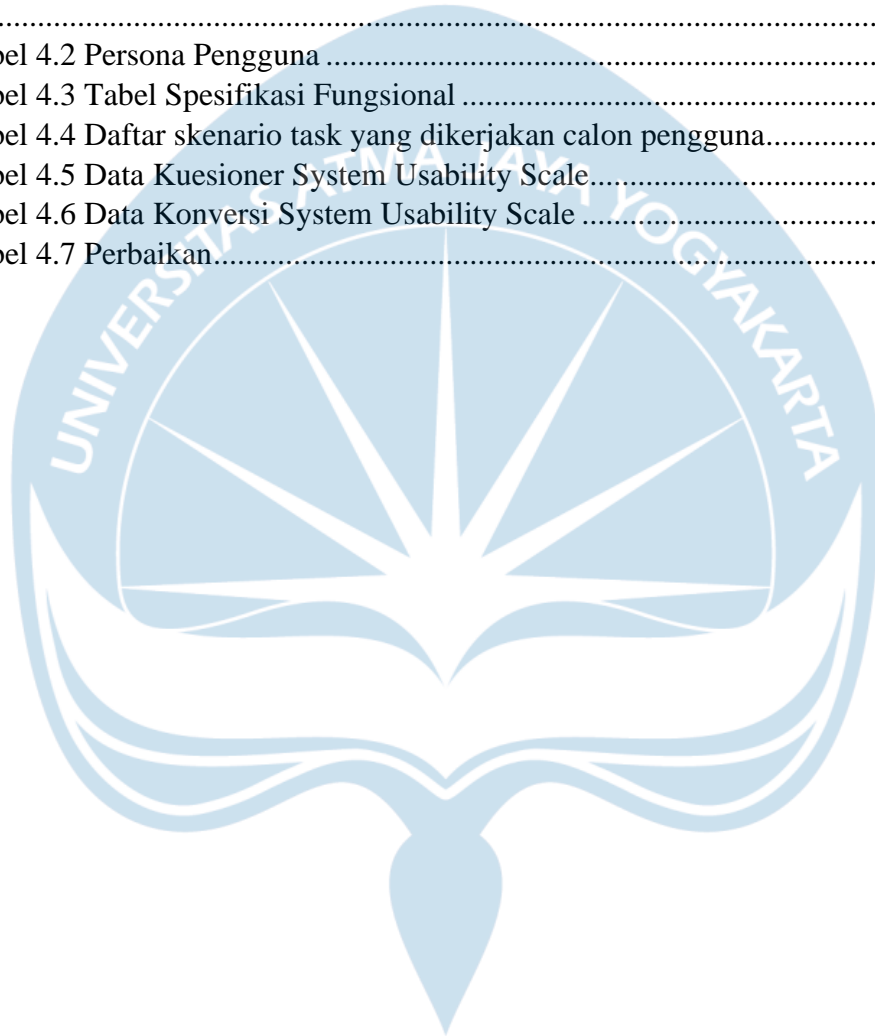 ................................................................................................................
bel 4.2 Persona Pengguna ......................................................................
bel 4.3 Tabel Spesifikasi Fungsional ....................................................
bel 4.4 Daftar skenario task yang dikerjakan calon pengguna..............
bel 4.5 Data Kuesioner System Usability Scale....................................
bel 4.6 Data Konversi System Usability Scale .....................................
bel 4.7 Perbaikan...................................................................................
UNIVERSITAS ATMA JAYA YOGYAKARTA